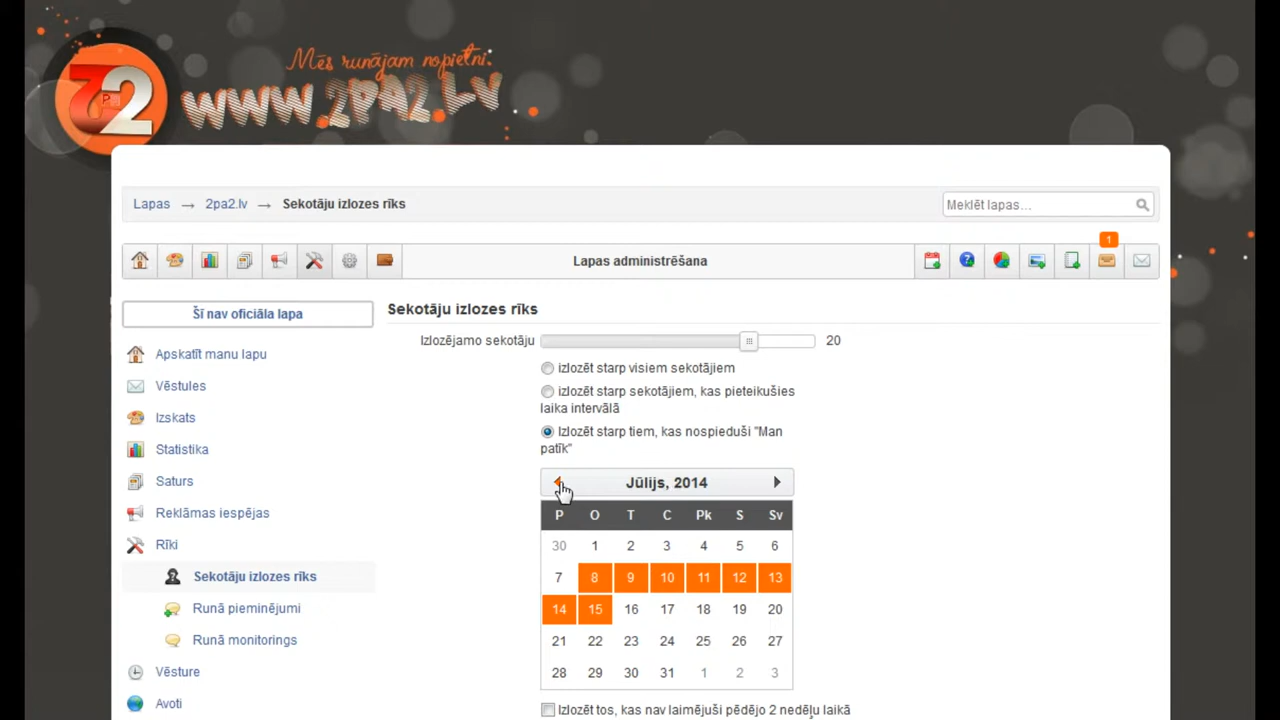 Mēs runājam nopietni.
WWW.2PA2.LV
Lapas → 2pa2.lv → Sekotāju izlozes rīks
Meklēt lapas...
1
Lapas administrēšana
Šī nav oficiāla lapa
Apskatīt manu lapu
Vēstules
Izskats
Statistika
Saturs
Reklāmas iespējas
Rīki
Sekotāju izlozes rīks
Runā pieminējumi
Runā monitorings
Vēsture
Avoti
Sekotāju izlozes rīks
Izlozējamo sekotāju 20
izlozēt starp visiem sekotājiem
izlozēt starp sekotājiem, kas pieteikušies
laika intervālā
Izlozēt starp tiem, kas nospieduši "Man
patīk"
Jūlijs, 2014
P O T C Pk S Sv
30 1 2 3 4 5 6
7 8 9 10 11 12 13
14 15 16 17 18 19 20
21 22 23 24 25 26 27
28 29 30 31 1 2 3
Izlozēt tos, kas nav laimējuši pēdējo 2 nedēļu laikā